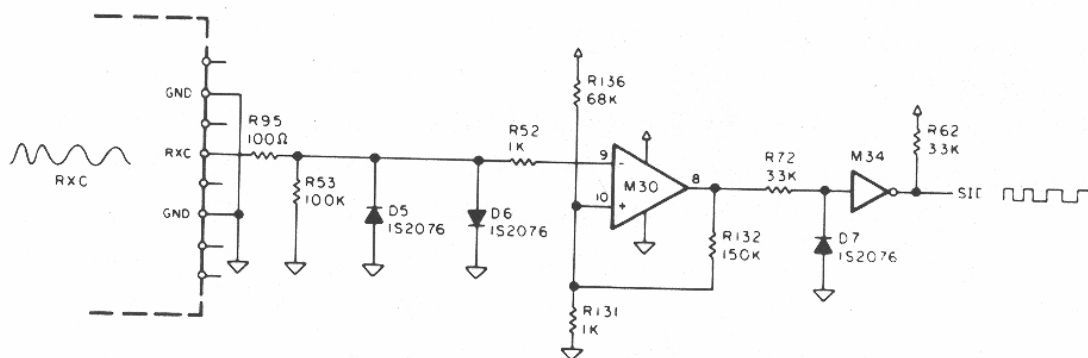 GND
RXC
GND
RXC
R95
100Ω
R53
100K
D5
1S2076
D6
1S2076
R52
1K
R136
68K
9
-
M30
8
10
+
R132
150K
R131
1K
R72
33K
D7
1S2076
M34
R62
33K
SID